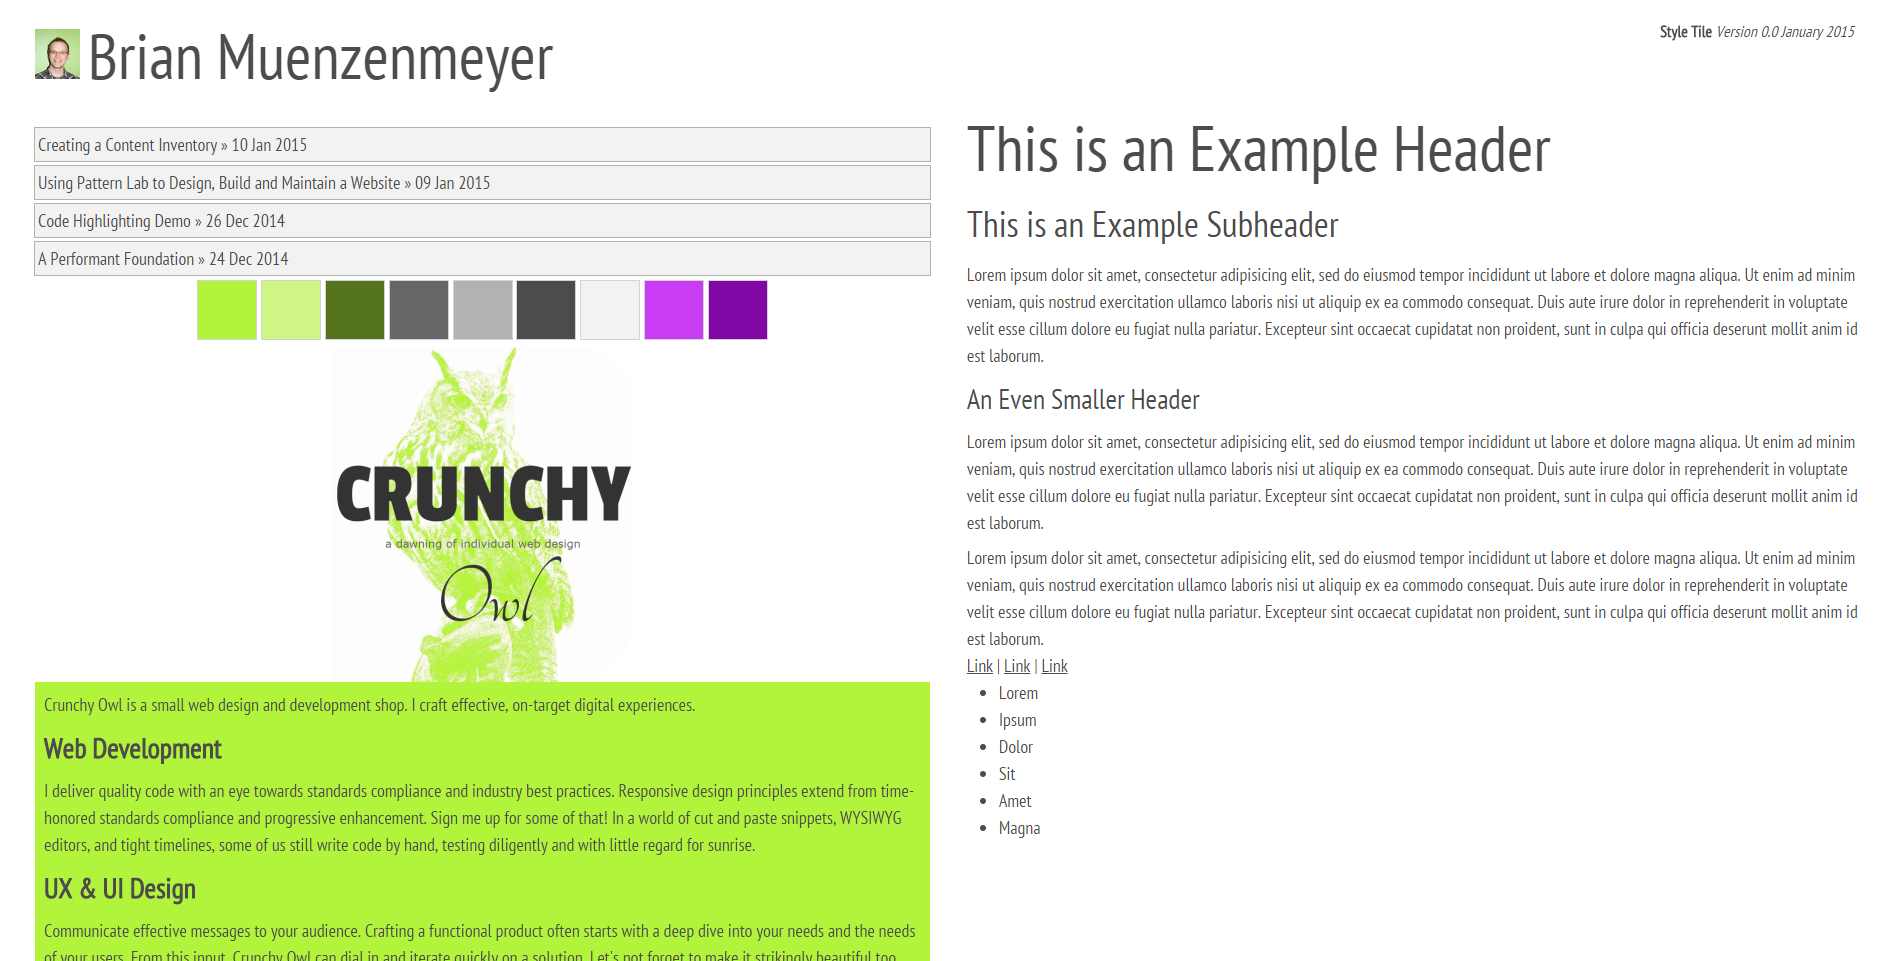 Brian Muenzenmeyer
Style Tile Version 0.0 January 2015
Creating a Content Inventory » 10 Jan 2015
Using Pattern Lab to Design, Build and Maintain a Website » 09 Jan 2015
Code Highlighting Demo » 26 Dec 2014
A Performant Foundation » 24 Dec 2014
CRUNCHY
a dawning of individual web design
Owl
Crunchy Owl is a small web design and development shop. I craft effective, on-target digital experiences.
Web Development
I deliver quality code with an eye towards standards compliance and industry best practices. Responsive design principles extend from time-
honored standards compliance and progressive enhancement. Sign me up for some of that! In a world of cut and paste snippets, WYSIWYG
editors, and tight timelines, some of us still write code by hand, testing diligently and with little regard for sunrise.
UX & UI Design
Communicate effective messages to your audience. Crafting a functional product often starts with a deep dive into your needs and the needs
of your users. From this input, Crunchy Owl can dial in and iterate quickly on a solution. Let's not forget to make it strikingly beautiful too.
This is an Example Header
This is an Example Subheader
Lorem ipsum dolor sit amet, consectetur adipisicing elit, sed do eiusmod tempor incididunt ut labore et dolore magna aliqua. Ut enim ad minim
veniam, quis nostrud exercitation ullamco laboris nisi ut aliquip ex ea commodo consequat. Duis aute irure dolor in reprehenderit in voluptate
velit esse cillum dolore eu fugiat nulla pariatur. Excepteur sint occaecat cupidatat non proident, sunt in culpa qui officia deserunt mollit anim id
est laborum.
An Even Smaller Header
Lorem ipsum dolor sit amet, consectetur adipisicing elit, sed do eiusmod tempor incididunt ut labore et dolore magna aliqua. Ut enim ad minim
veniam, quis nostrud exercitation ullamco laboris nisi ut aliquip ex ea commodo consequat. Duis aute irure dolor in reprehenderit in voluptate
velit esse cillum dolore eu fugiat nulla pariatur. Excepteur sint occaecat cupidatat non proident, sunt in culpa qui officia deserunt mollit anim id
est laborum.
Lorem ipsum dolor sit amet, consectetur adipisicing elit, sed do eiusmod tempor incididunt ut labore et dolore magna aliqua. Ut enim ad minim
veniam, quis nostrud exercitation ullamco laboris nisi ut aliquip ex ea commodo consequat. Duis aute irure dolor in reprehenderit in voluptate
velit esse cillum dolore eu fugiat nulla pariatur. Excepteur sint occaecat cupidatat non proident, sunt in culpa qui officia deserunt mollit anim id
est laborum.
Link | Link | Link
• Lorem
• Ipsum
• Dolor
• Sit
• Amet
• Magna